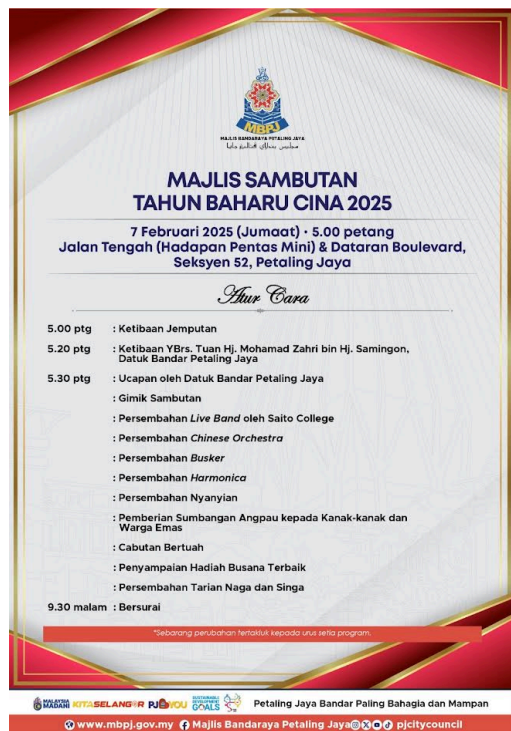 MBPJ
MAJLIS BANDARAYA PETALING JAYA
مجليس بندراي ڤتاليڠ جايا
MAJLIS SAMBUTAN
TAHUN BAHARU CINA 2025
7 Februari 2025 (Jumaat) • 5.00 petang
Jalan Tengah (Hadapan Pentas Mini) & Dataran Boulevard,
Seksyen 52, Petaling Jaya
Atur Cara
5.00 ptg : Ketibaan Jemputan
5.20 ptg : Ketibaan YBrs. Tuan Hj. Mohamad Zahri bin Hj. Samingon,
Datuk Bandar Petaling Jaya
5.30 ptg : Ucapan oleh Datuk Bandar Petaling Jaya
: Gimik Sambutan
: Persembahan Live Band oleh Saito College
: Persembahan Chinese Orchestra
: Persembahan Busker
: Persembahan Harmonica
: Persembahan Nyanyian
: Pemberian Sumbangan Angpau kepada Kanak-kanak dan
Warga Emas
: Cabutan Bertuah
: Penyampaian Hadiah Busana Terbaik
: Persembahan Tarian Naga dan Singa
9.30 malam : Bersurai
*Sebarang perubahan tertakluk kepada urus setia program.
MALAYSIA MADANI KITASELANGOR PJ YOU SUSTAINABLE DEVELOPMENT GOALS Petaling Jaya Bandar Paling Bahagia dan Mampan
www.mbpj.gov.my Majlis Bandaraya Petaling Jaya pjcitycouncil